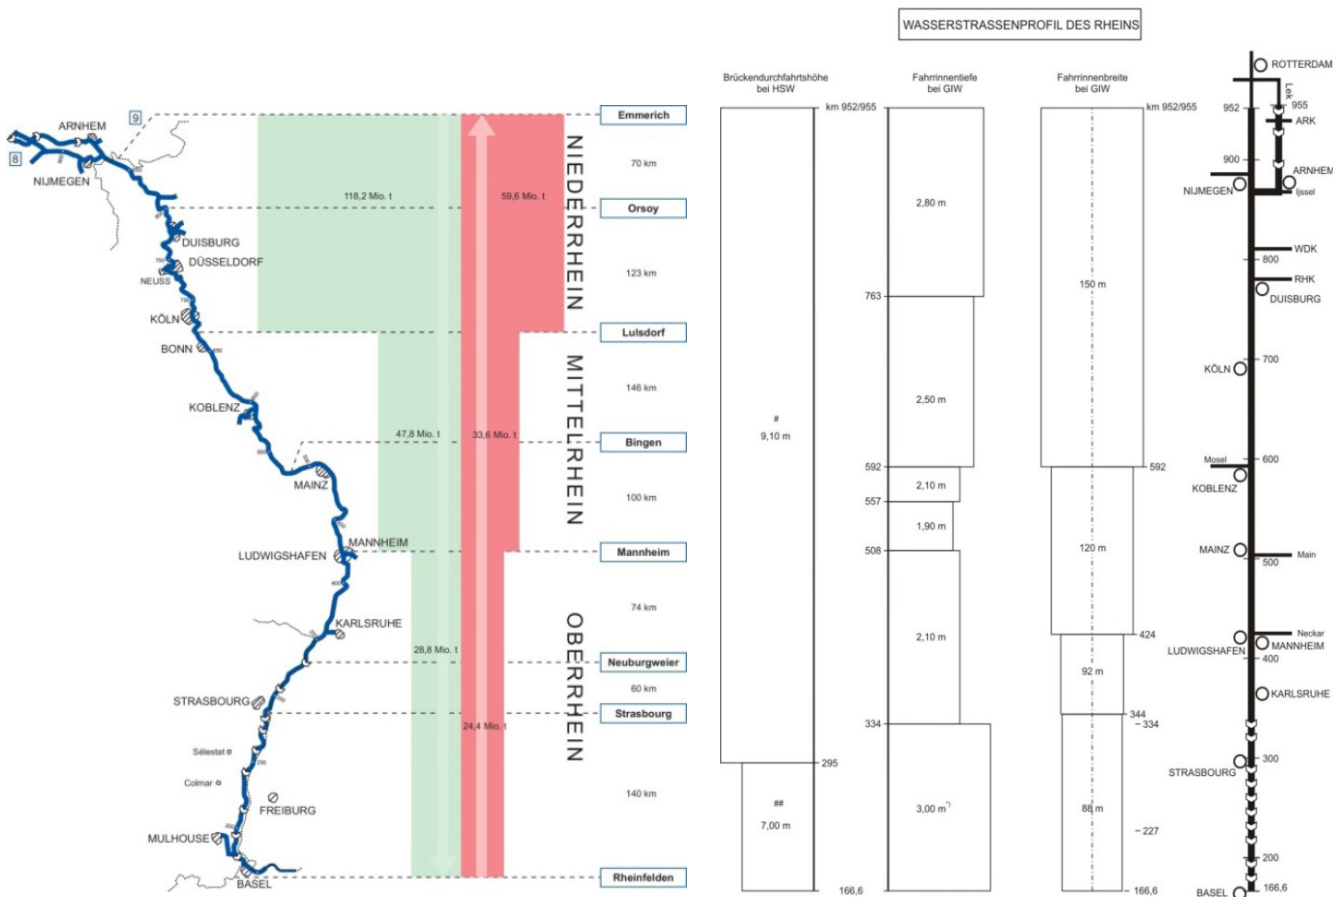 WASSERSTRASSENPROFIL DES RHEINS
9
8
ARNHEM
NIJMEGEN
DUISBURG
DÜSSELDORF
NEUSS
KÖLN
BONN
KOBLENZ
MAINZ
MANNHEIM
LUDWIGSHAFEN
KARLSRUHE
STRASBOURG
Sélestat
Colmar
FREIBURG
MULHOUSE
BASEL
118,2 Mio. t
59,6 Mio. t
47,8 Mio. t
33,6 Mio. t
28,8 Mio. t
24,4 Mio. t
NIEDERRHEIN
MITTELRHEIN
OBERRHEIN
Emmerich
70 km
Orsoy
123 km
Lulsdorf
146 km
Bingen
100 km
Mannheim
74 km
Neuburgweier
60 km
Strasbourg
140 km
Rheinfelden
Brückendurchfahrtshöhe
bei HSW
km 952/955
#
9,10 m
295
##
7,00 m
166,6
Fahrrinnentiefe
bei GlW
2,80 m
763
2,50 m
592
2,10 m
557
1,90 m
508
2,10 m
334
3,00 m
Fahrrinnenbreite
bei GlW
km 952/955
150 m
592
120 m
424
92 m
344
334
88 m
227
166,6
ROTTERDAM
Lek
952
955
ARK
900
ARNHEM
NIJMEGEN
Ijssel
WDK
800
RHK
DUISBURG
700
KÖLN
600
Mosel
KOBLENZ
MAINZ
Main
500
Neckar
LUDWIGSHAFEN
MANNHEIM
400
KARLSRUHE
300
STRASBOURG
200
166,6
BASEL